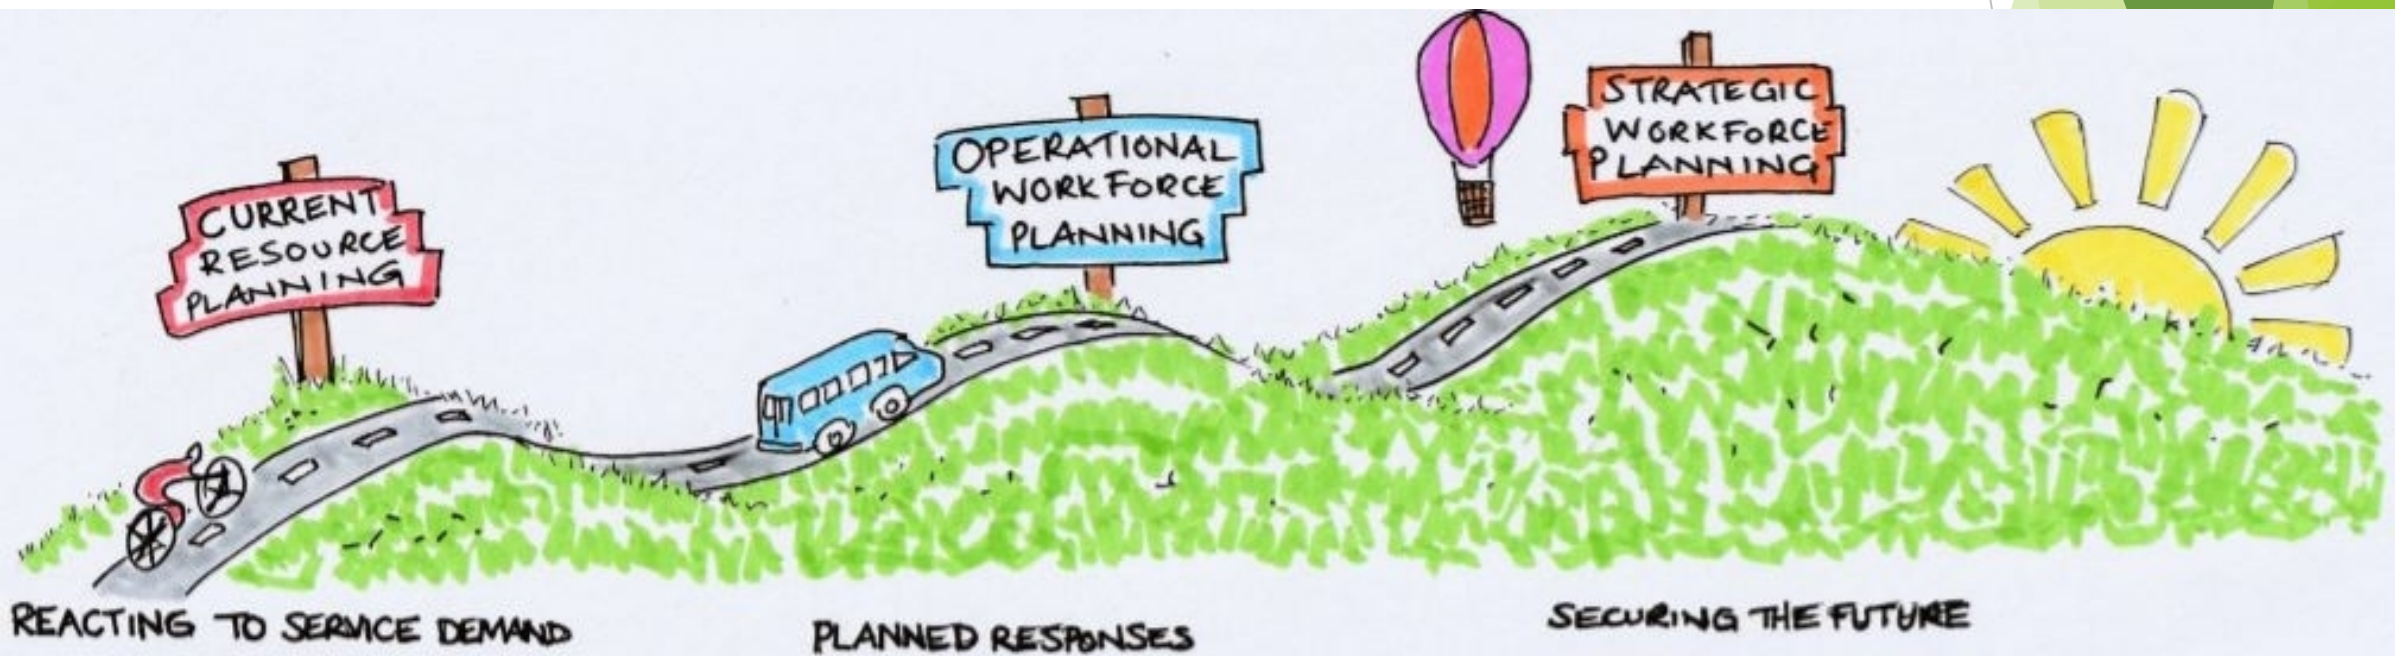 CURRENT
RESOURCE
PLANNING
OPERATIONAL
WORKFORCE
PLANNING
STRATEGIC
WORKFORCE
PLANNING
REACTING TO SERVICE DEMAND
PLANNED RESPONSES
SECURING THE FUTURE